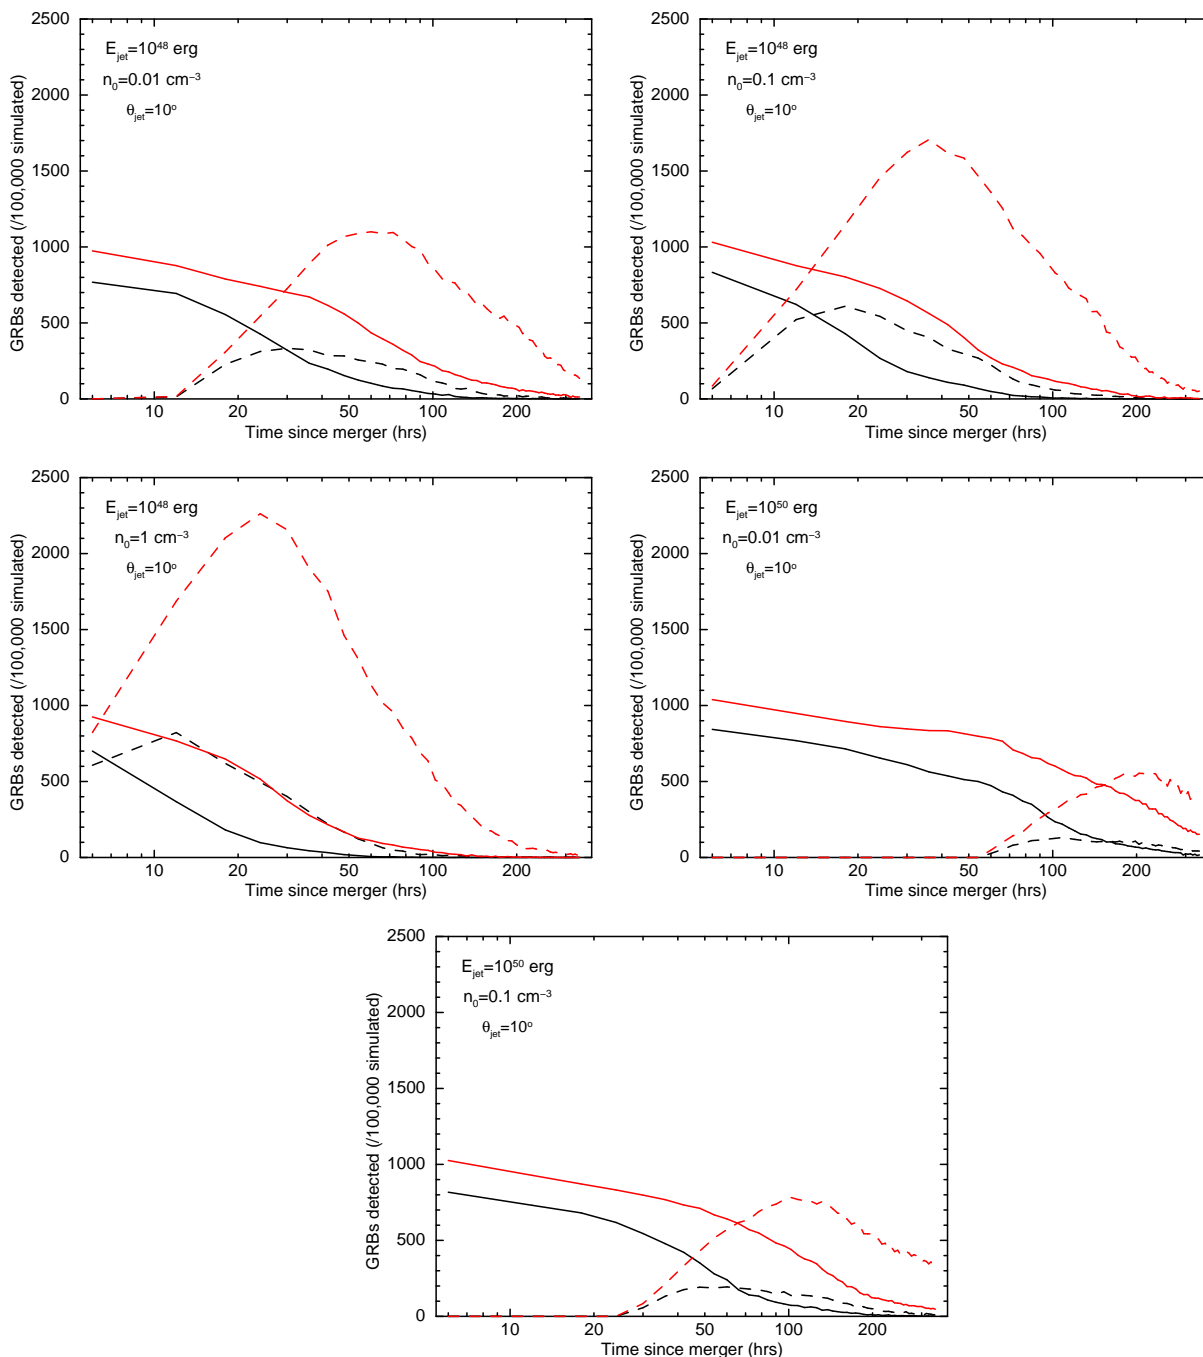 E_jet=10^48 erg
n_0=0.01 cm^−3
θ_jet=10^o
GRBs detected (/100,000 simulated)
2500
2000
1500
1000
500
0
10 20 50 100 200
Time since merger (hrs)
E_jet=10^48 erg
n_0=0.1 cm^−3
θ_jet=10^o
GRBs detected (/100,000 simulated)
2500
2000
1500
1000
500
0
10 20 50 100 200
Time since merger (hrs)
E_jet=10^48 erg
n_0=1 cm^−3
θ_jet=10^o
GRBs detected (/100,000 simulated)
2500
2000
1500
1000
500
0
10 20 50 100 200
Time since merger (hrs)
E_jet=10^50 erg
n_0=0.01 cm^−3
θ_jet=10^o
GRBs detected (/100,000 simulated)
2500
2000
1500
1000
500
0
10 20 50 100 200
Time since merger (hrs)
E_jet=10^50 erg
n_0=0.1 cm^−3
θ_jet=10^o
GRBs detected (/100,000 simulated)
2500
2000
1500
1000
500
0
10 20 50 100 200
Time since merger (hrs)